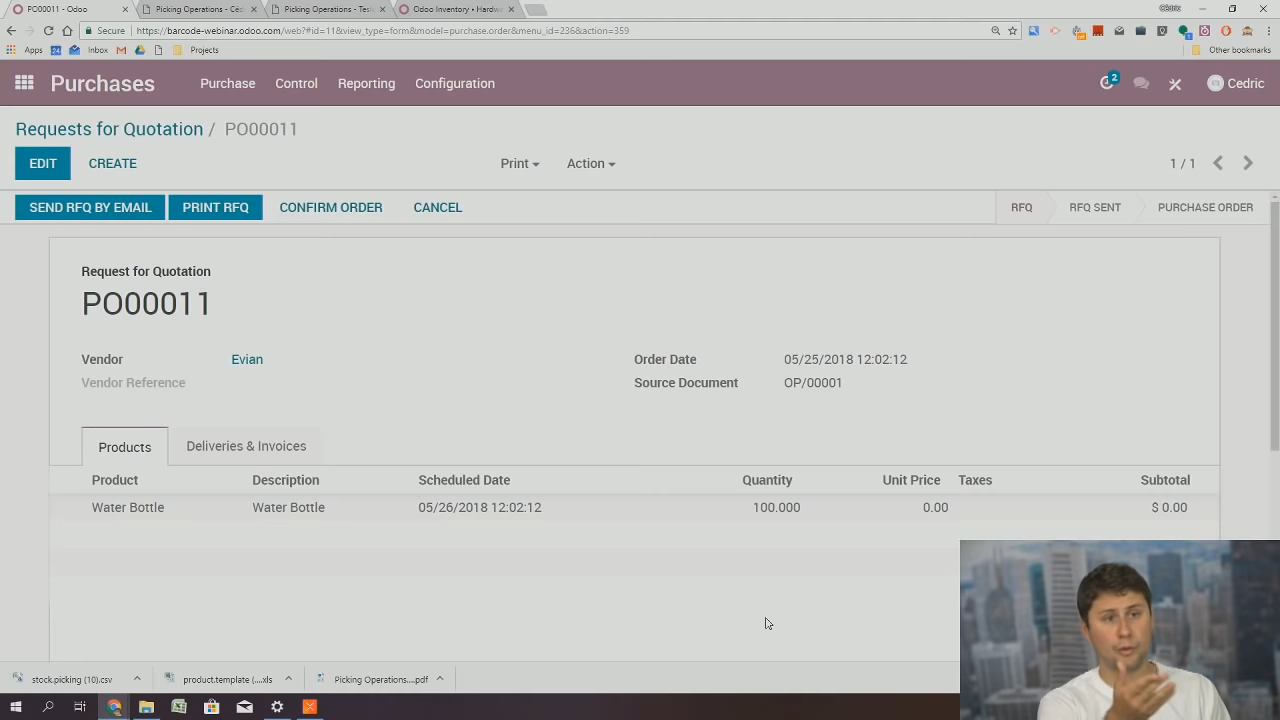 PO00011 - Odoo
Picking Operations - Céd
Picking Operations - Test
Odoo Inventory • Hardw
Secure
https://barcode-webinar.odoo.com/web?#id=11&view_type=form&model=purchase.order&menu_id=236&action=359
Apps
Inbox
Projects
Other bookmarks
Purchases
Purchase
Control
Reporting
Configuration
2
Cedric
Requests for Quotation / PO00011
EDIT
CREATE
Print
Action
1 / 1
SEND RFQ BY EMAIL
PRINT RFQ
CONFIRM ORDER
CANCEL
RFQ
RFQ SENT
PURCHASE ORDER
Request for Quotation
PO00011
Vendor Evian
Order Date 05/25/2018 12:02:12
Vendor Reference
Source Document OP/00001
Products
Deliveries & Invoices
Product Description Scheduled Date Quantity Unit Price Taxes Subtotal
Water Bottle Water Bottle 05/26/2018 12:02:12 100.000 0.00 $ 0.00
stock.picking (10).csv
product.template (....xls
Picking Operations....pdf